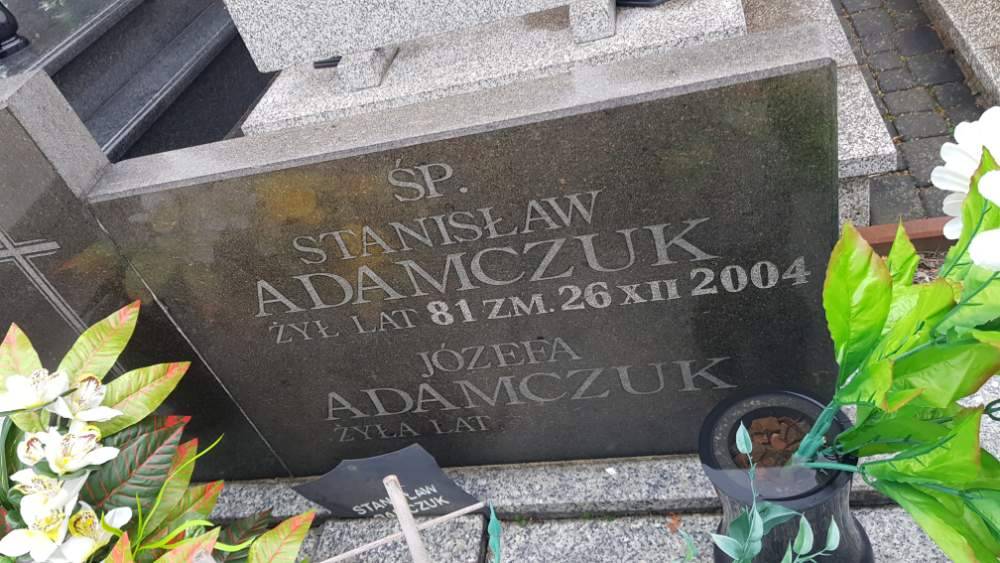 ŚP.
STANISŁAW
ADAMCZUK
ŻYŁ LAT 81 ZM. 26 XII 2004
JÓZEFA
ADAMCZUK
ŻYŁA LAT
STANISŁAW